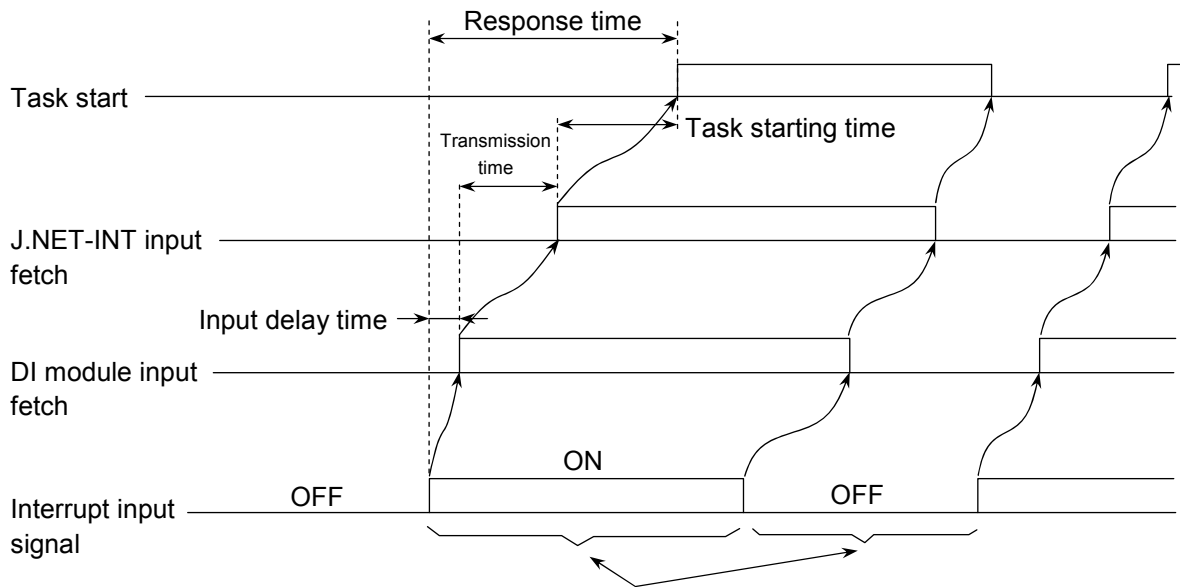 Response time
Task start
Task starting time
Transmission
time
J.NET-INT input
fetch
Input delay time
DI module input
fetch
ON
OFF
OFF
Interrupt input
signal